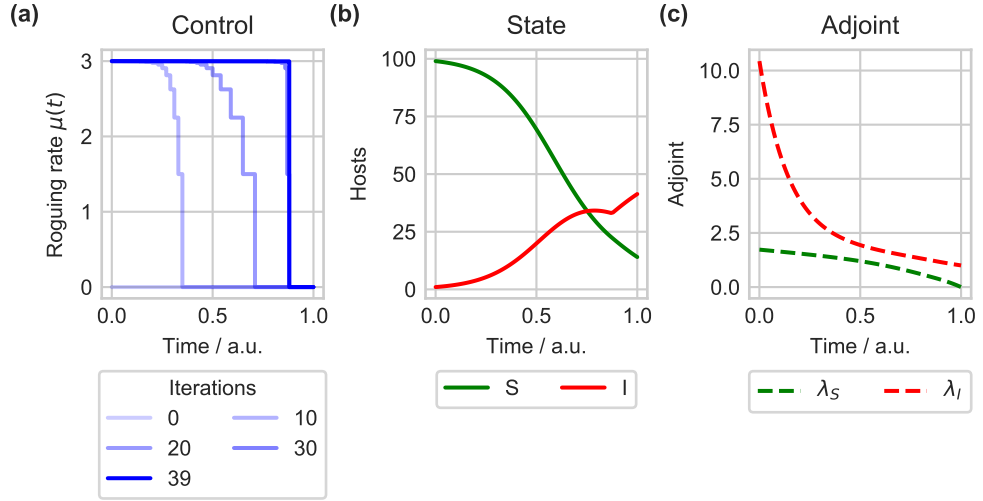 (a)
Control
Roguing rate μ(t)
3
2
1
0
0.0 0.5 1.0
Time / a.u.
Iterations
0 10
20 30
39
(b)
State
Hosts
100
75
50
25
0
0.0 0.5 1.0
Time / a.u.
S I
(c)
Adjoint
Adjoint
10.0
7.5
5.0
2.5
0.0
0.0 0.5 1.0
Time / a.u.
λ_S λ_I